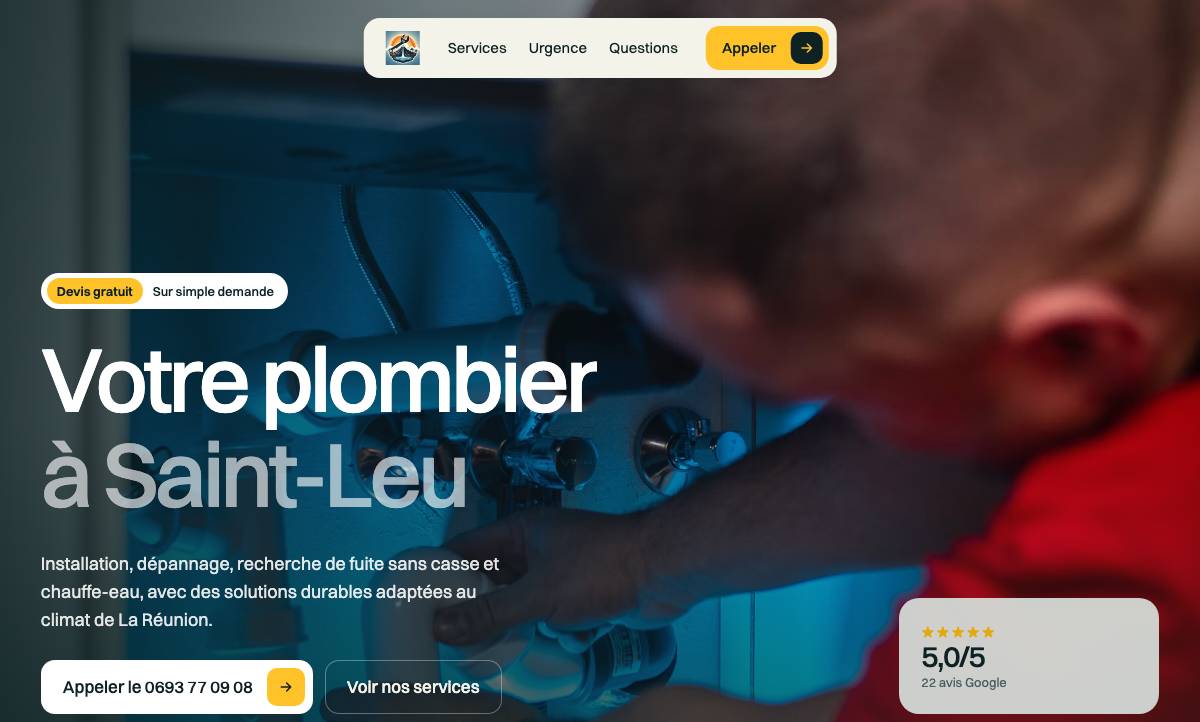 Services
Urgence
Questions
Appeler
Devis gratuit
Sur simple demande
Votre plombier
à Saint-Leu
Installation, dépannage, recherche de fuite sans casse et
chauffe-eau, avec des solutions durables adaptées au
climat de La Réunion.
Appeler le 0693 77 09 08
Voir nos services
5,0/5
22 avis Google